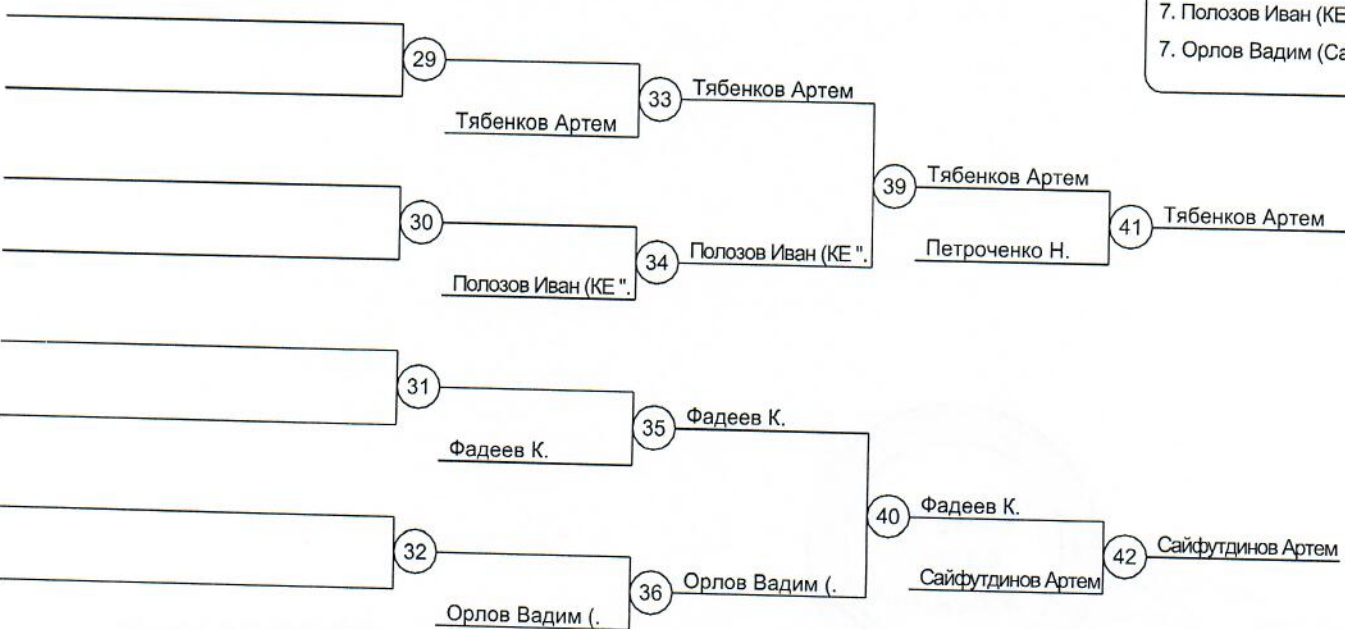 7. Полозов Иван (КЕ
7. Орлов Вадим (Са
29
33
Тябенков Артем
Тябенков Артем
39
Тябенков Артем
41
Тябенков Артем
30
34
Полозов Иван (КЕ ".
Петроченко Н.
Полозов Иван (КЕ ".
31
35
Фадеев К.
Фадеев К.
40
Фадеев К.
42
Сайфутдинов Артем
32
36
Орлов Вадим (.
Сайфутдинов Артем
Орлов Вадим (.